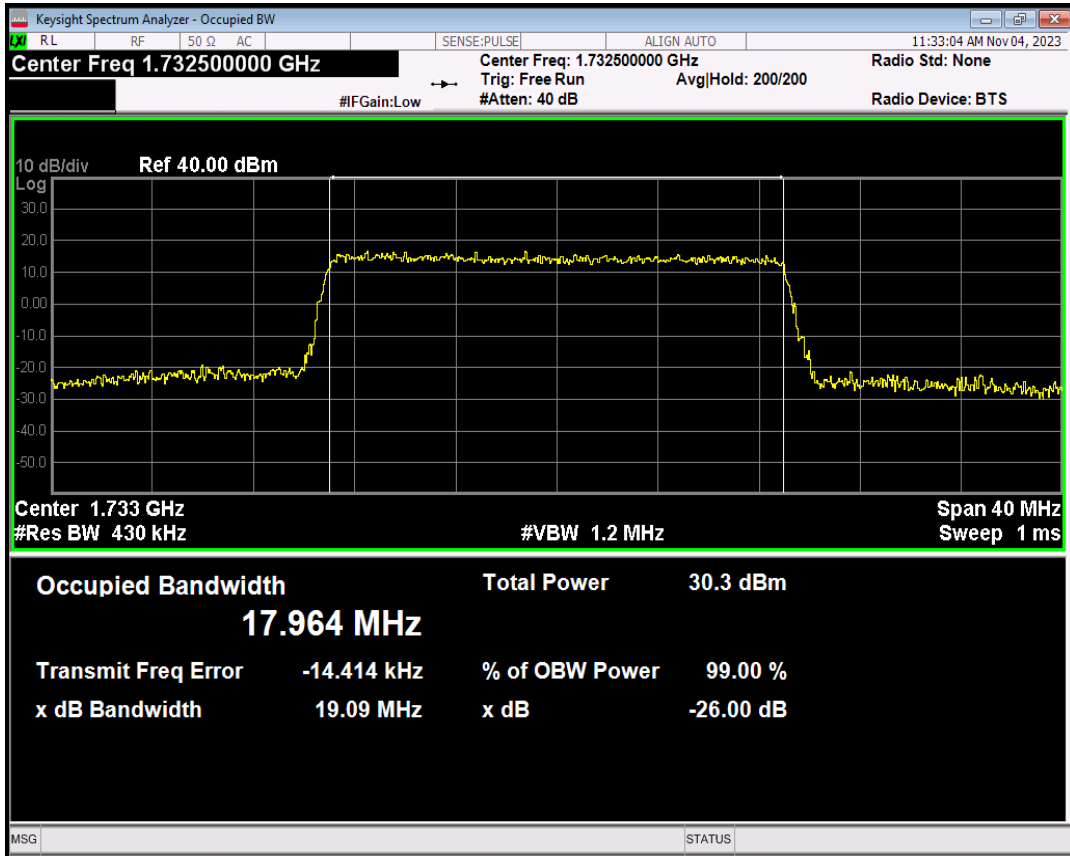 Keysight Spectrum Analyzer - Occupied BW
LXI RL RF 50 Ω AC SENSE:PULSE ALIGN AUTO 11:33:04 AM Nov 04, 2023
Center Freq 1.732500000 GHz
Center Freq: 1.732500000 GHz
Radio Std: None
Trig: Free Run Avg|Hold: 200/200
#IFGain:Low #Atten: 40 dB Radio Device: BTS
10 dB/div Ref 40.00 dBm
Log
30.0
20.0
10.0
0.00
-10.0
-20.0
-30.0
-40.0
-50.0
Center 1.733 GHz Span 40 MHz
#Res BW 430 kHz #VBW 1.2 MHz Sweep 1 ms
Occupied Bandwidth Total Power 30.3 dBm
17.964 MHz
Transmit Freq Error -14.414 kHz % of OBW Power 99.00 %
x dB Bandwidth 19.09 MHz x dB -26.00 dB
MSG STATUS